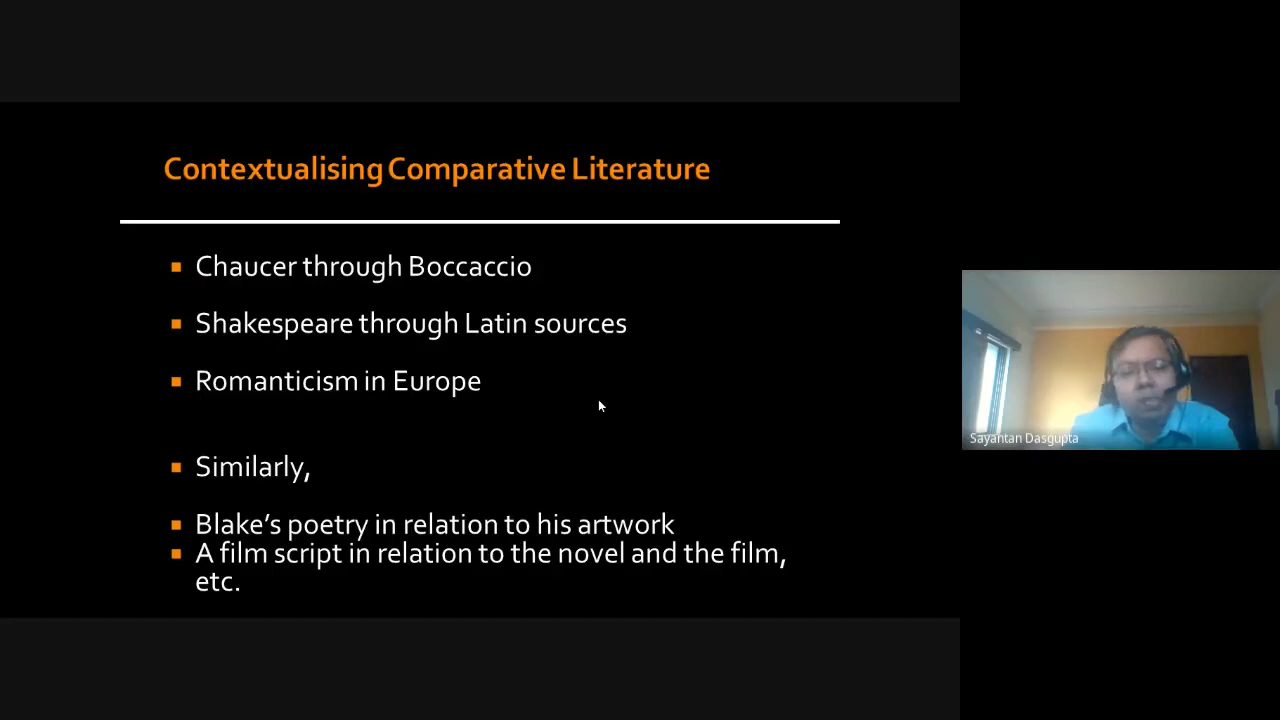 Contextualising Comparative Literature
Chaucer through Boccaccio
Shakespeare through Latin sources
Romanticism in Europe
Similarly,
Blake’s poetry in relation to his artwork
A film script in relation to the novel and the film,
etc.
Sayantan Dasgupta